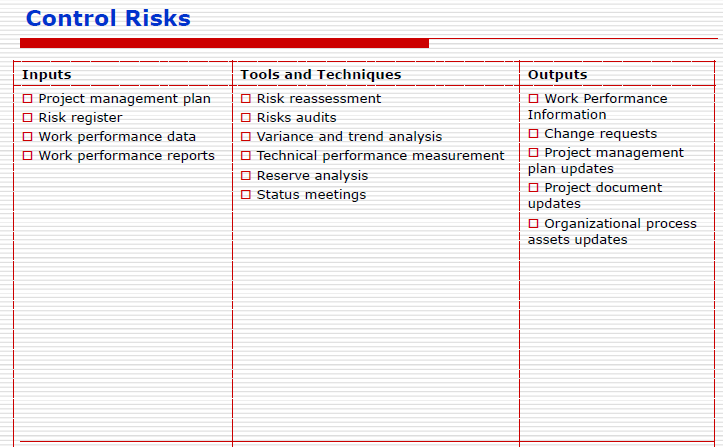 Control Risks
Inputs
Project management plan
Risk register
Work performance data
Work performance reports
Tools and Techniques
Risk reassessment
Risks audits
Variance and trend analysis
Technical performance measurement
Reserve analysis
Status meetings
Outputs
Work Performance
Information
Change requests
Project management
plan updates
Project document
updates
Organizational process
assets updates